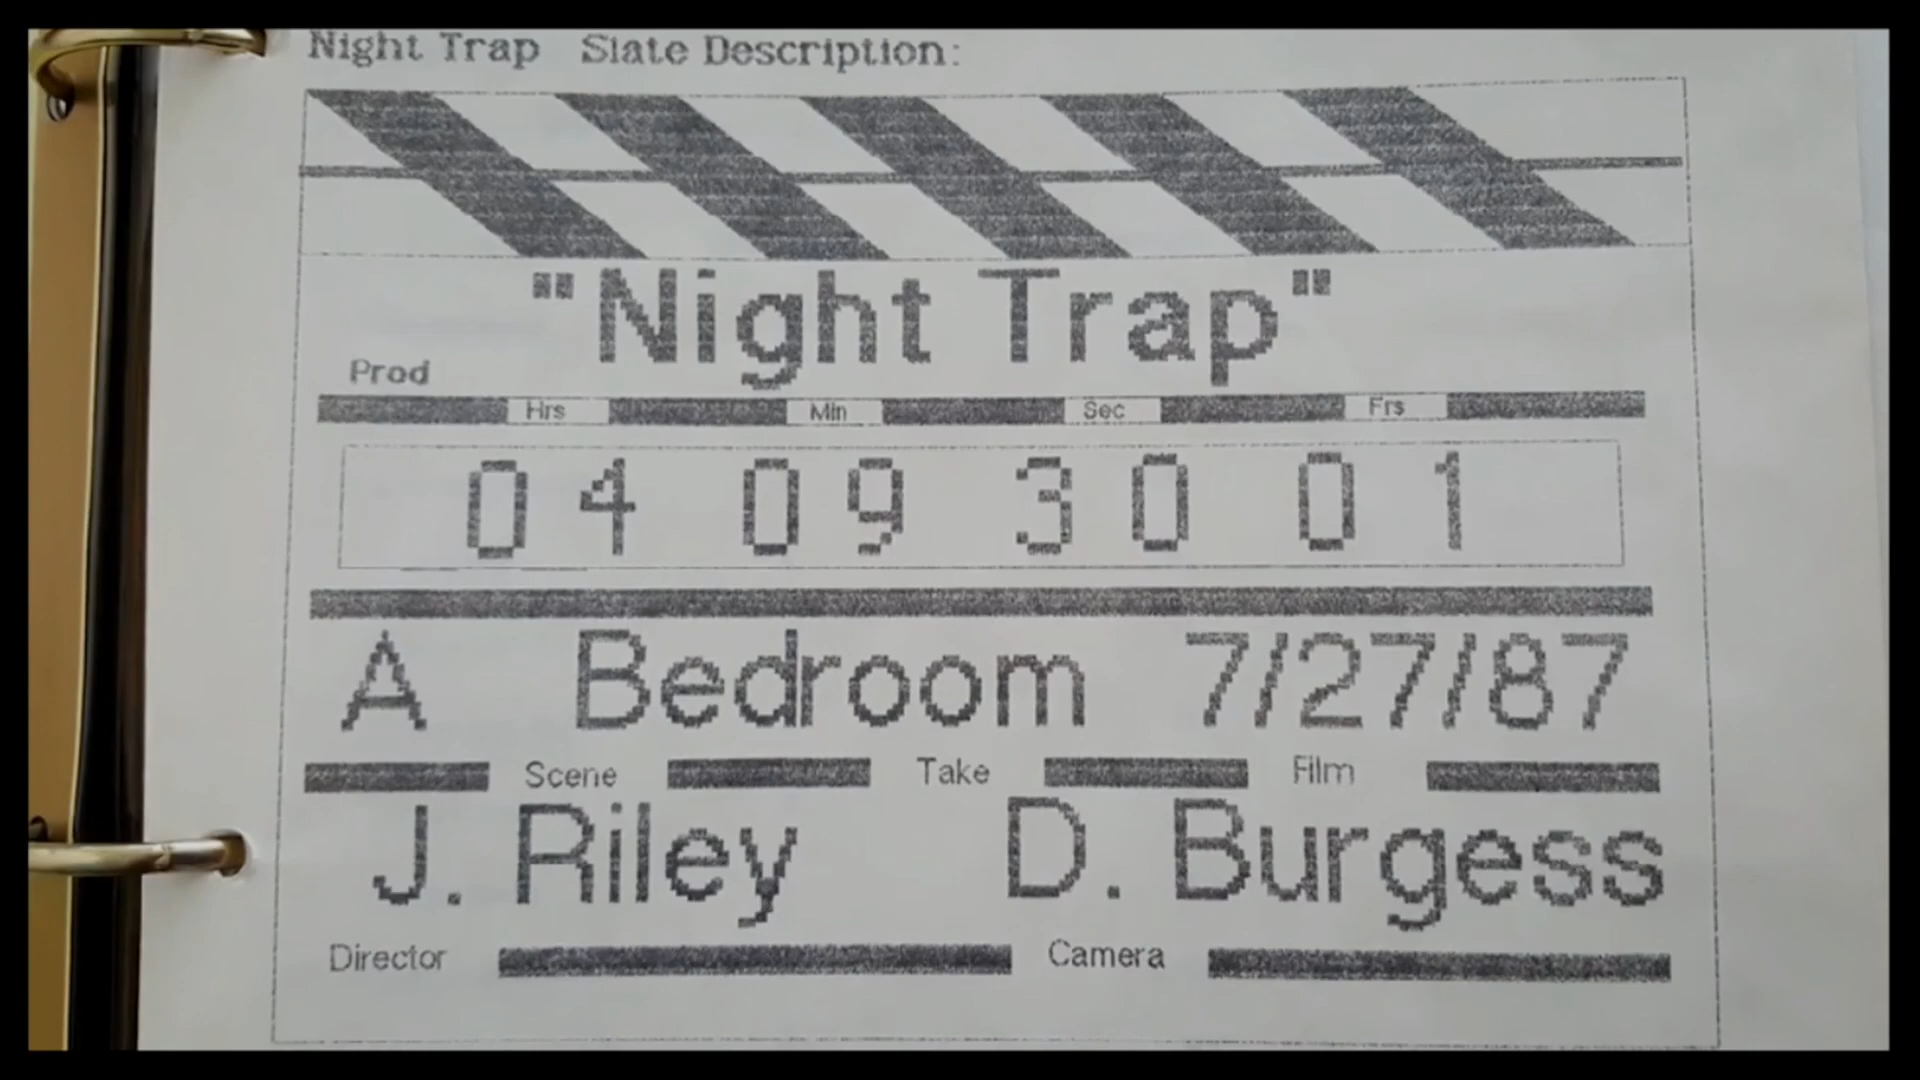 Night Trap Slate Description:
"Night Trap"
Prod
Hrs Min Sec Frs
04 09 30 01
A Bedroom 7/27/87
Scene Take Film
J. Riley D. Burgess
Director Camera